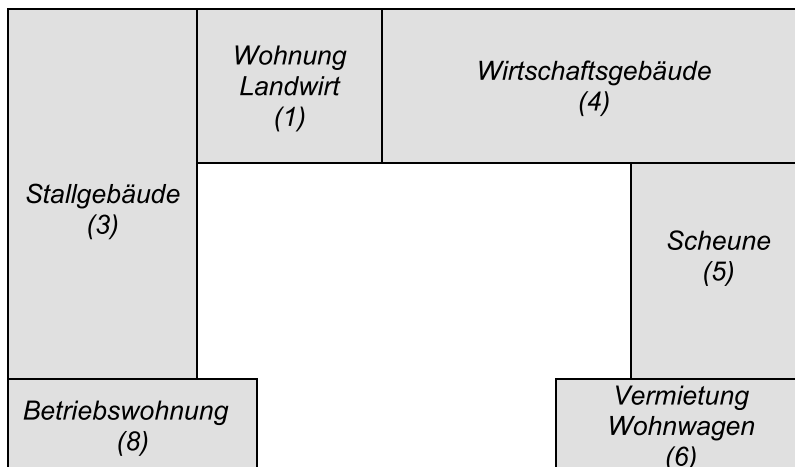 Wohnung
Landwirt
(1)
Wirtschaftsgebäude
(4)
Stallgebäude
(3)
Scheune
(5)
Betriebswohnung
(8)
Vermietung
Wohnwagen
(6)